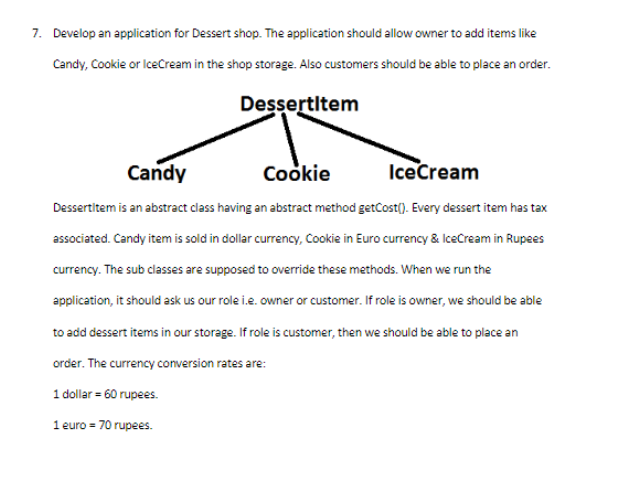 7. Develop an application for Dessert shop. The application should allow owner to add items like
Candy, Cookie or IceCream in the shop storage. Also customers should be able to place an order.
DessertItem
Candy Cookie IceCream
DessertItem is an abstract class having an abstract method getCost(). Every dessert item has tax
associated. Candy item is sold in dollar currency, Cookie in Euro currency & IceCream in Rupees
currency. The sub classes are supposed to override these methods. When we run the
application, it should ask us our role i.e. owner or customer. If role is owner, we should be able
to add dessert items in our storage. If role is customer, then we should be able to place an
order. The currency conversion rates are:
1 dollar = 60 rupees.
1 euro = 70 rupees.